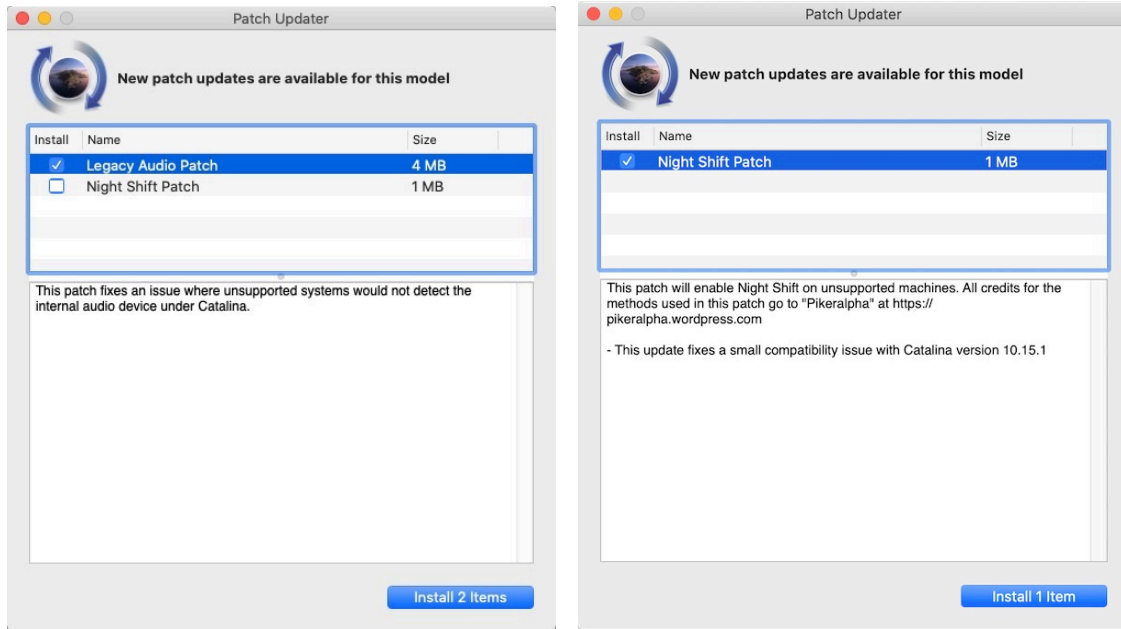 Patch Updater
New patch updates are available for this model
Install Name Size
Legacy Audio Patch 4 MB
Night Shift Patch 1 MB
This patch fixes an issue where unsupported systems would not detect the
internal audio device under Catalina.
Install 2 Items
Patch Updater
New patch updates are available for this model
Install Name Size
Night Shift Patch 1 MB
This patch will enable Night Shift on unsupported machines. All credits for the
methods used in this patch go to "Pikeralpha" at https://
pikeralpha.wordpress.com
- This update fixes a small compatibility issue with Catalina version 10.15.1
Install 1 Item